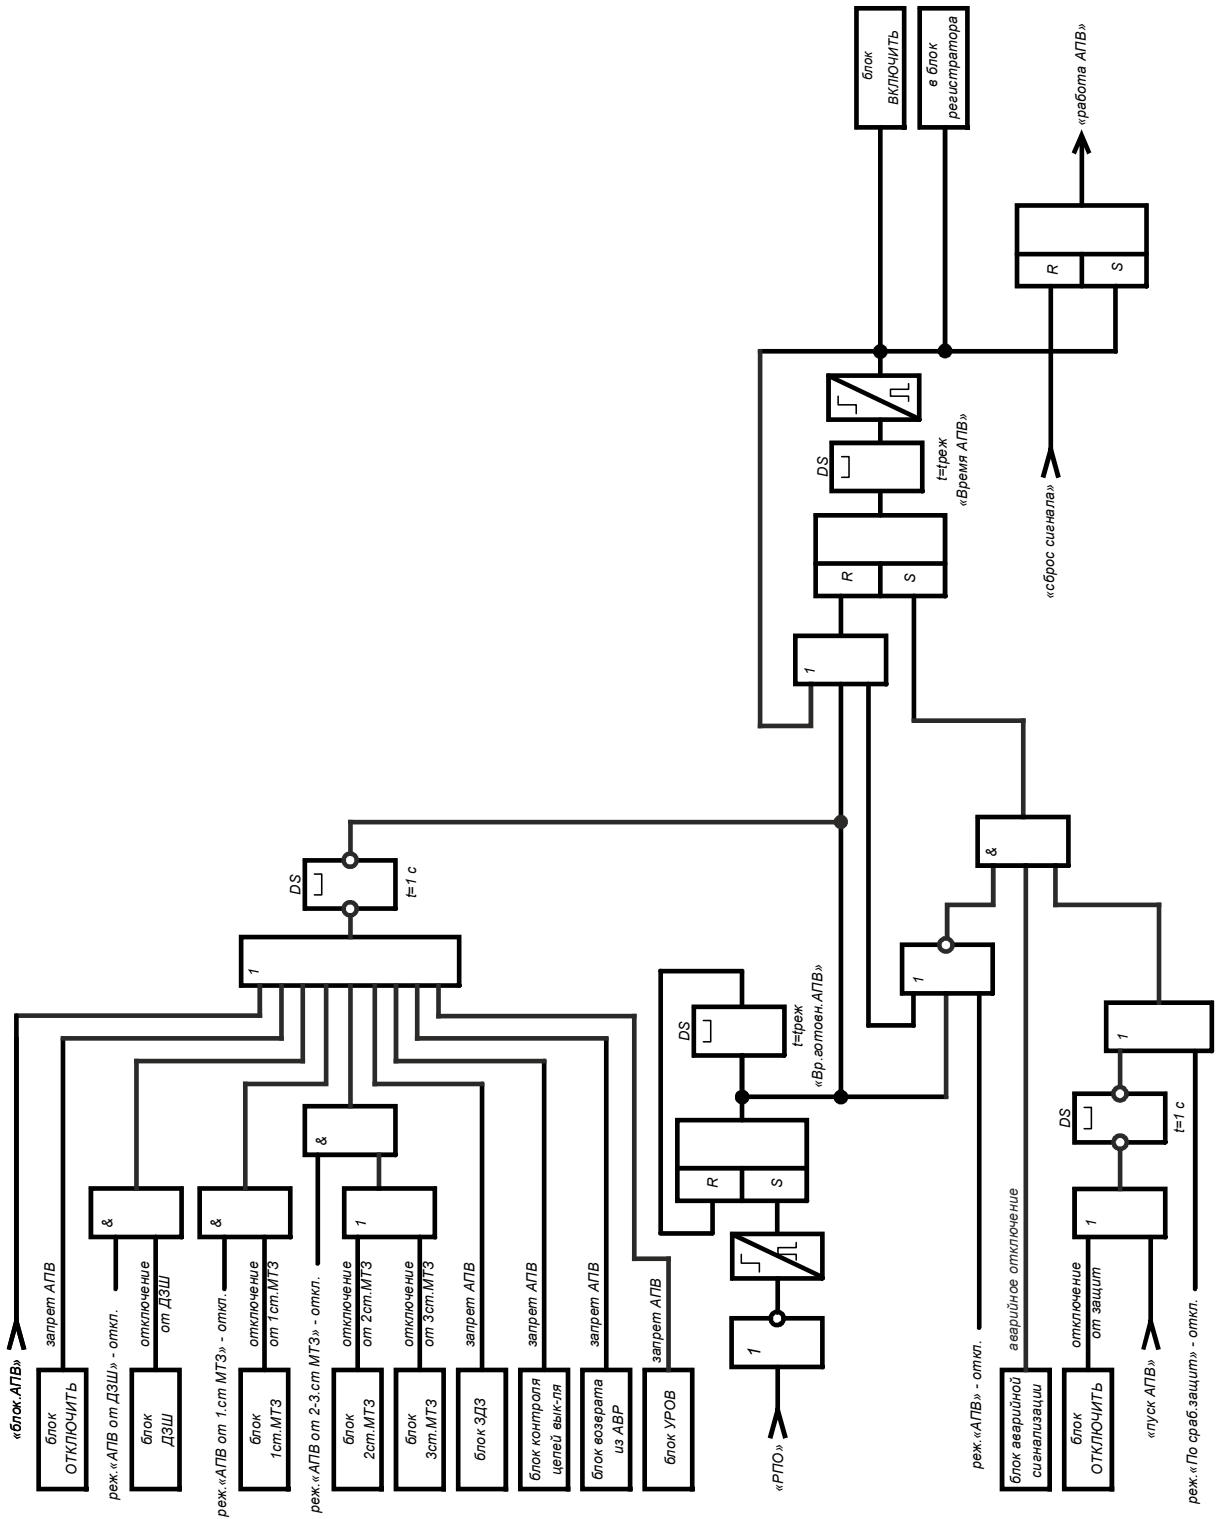 «блок.АПВ»
блок
ОТКЛЮЧИТЬ
запрет АПВ
реж.«АПВ от ДЗШ» - откл.
блок
ДЗШ
отключение
от ДЗШ
&
реж.«АПВ от 1.ст МТЗ» - откл.
блок
1ст.МТЗ
отключение
от 1ст.МТЗ
&
реж.«АПВ от 2-3.ст МТЗ» - откл.
блок
2ст.МТЗ
отключение
от 2ст.МТЗ
блок
3ст.МТЗ
отключение
от 3ст.МТЗ
1
&
блок ЗДЗ
запрет АПВ
блок контроля
цепей вык-ля
запрет АПВ
блок возврата
из АВР
запрет АПВ
блок УРОВ
запрет АПВ
1
DS
t=1 с
«РПО»
1
R
S
DS
t=tреж
«Вр.готовн.АПВ»
реж.«АПВ» - откл.
1
блок аварийной
сигнализации
аварийное отключение
блок
ОТКЛЮЧИТЬ
отключение
от защит
«пуск АПВ»
1
DS
t=1 с
реж.«По сраб.защит» - откл.
1
&
1
R
S
DS
t=tреж
«Время АПВ»
блок
ВКЛЮЧИТЬ
в блок
регистратора
«сброс сигнала»
R
S
«работа АПВ»